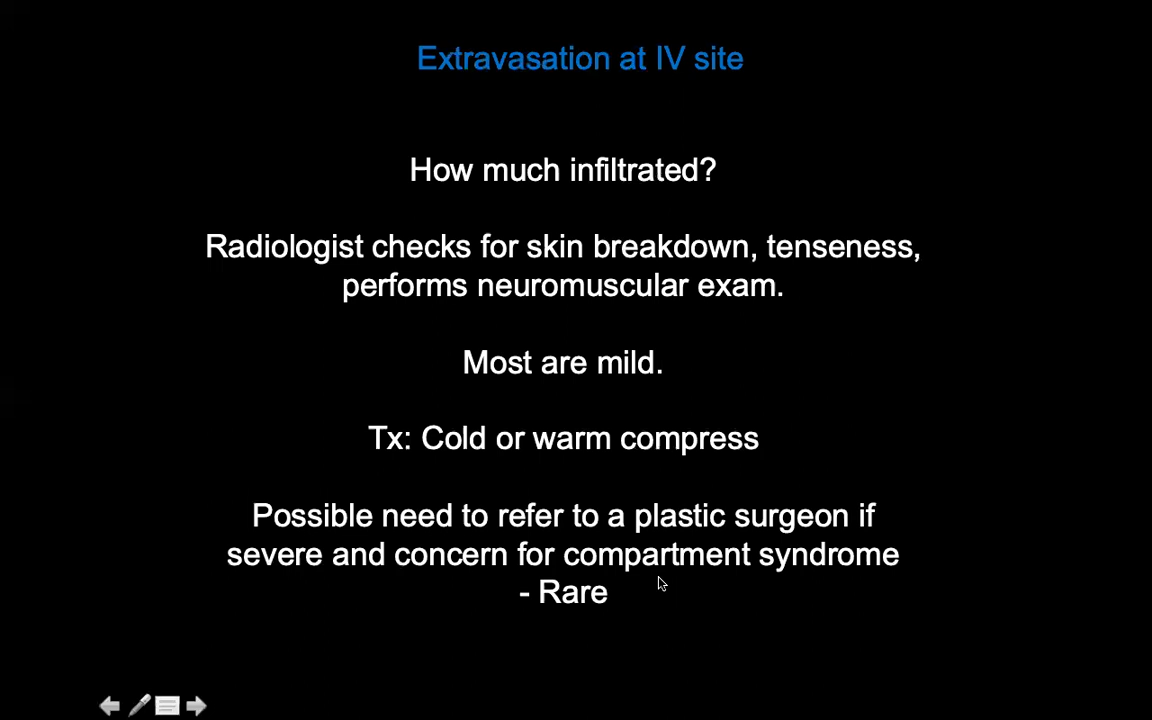 Extravasation at IV site
How much infiltrated?
Radiologist checks for skin breakdown, tenseness,
performs neuromuscular exam.
Most are mild.
Tx: Cold or warm compress
Possible need to refer to a plastic surgeon if
severe and concern for compartment syndrome
- Rare